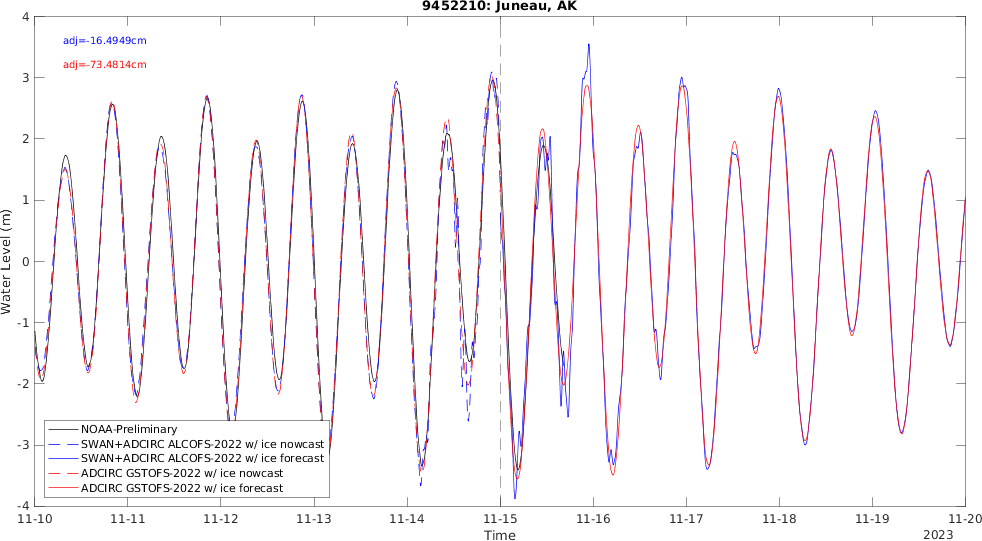 9452210: Juneau, AK
adj=-16.4949cm
adj=-73.4814cm
Water Level (m)
4
3
2
1
0
-1
-2
-3
-4
NOAA-Preliminary
SWAN+ADCIRC ALCOFS-2022 w/ ice nowcast
SWAN+ADCIRC ALCOFS-2022 w/ ice forecast
ADCIRC GSTOFS-2022 w/ ice nowcast
ADCIRC GSTOFS-2022 w/ ice forecast
11-10 11-11 11-12 11-13 11-14 11-15 11-16 11-17 11-18 11-19 11-20
Time
2023